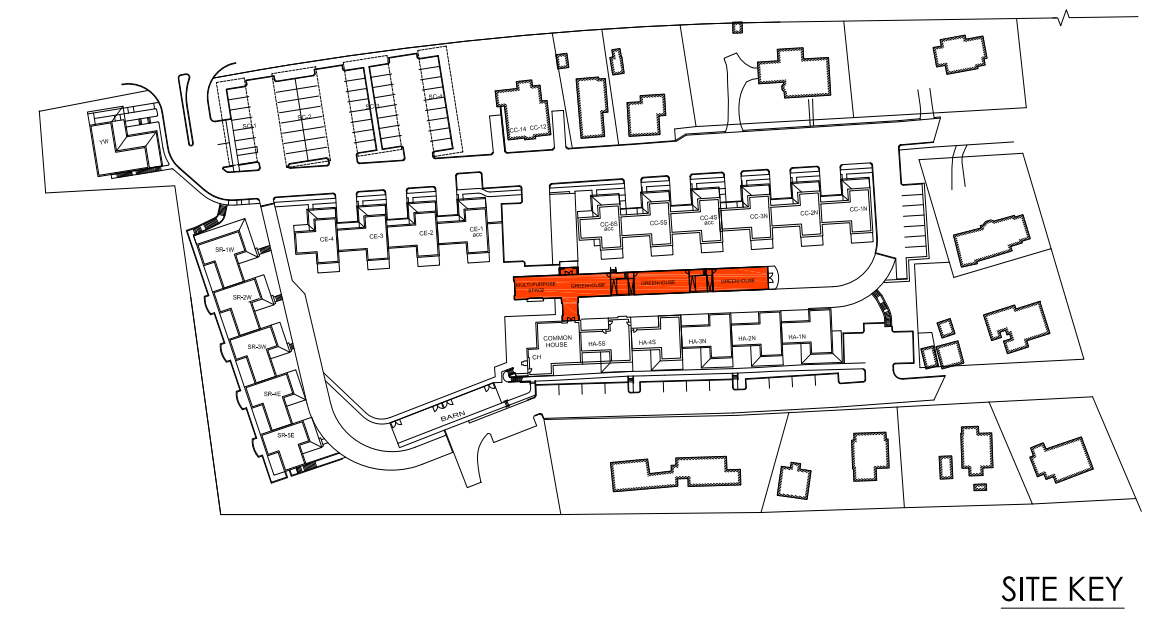 SC-1
SC-2
SC-3
SC-4
CC-14 CC-12
YW
CE-4
CE-3
CE-2
CE-1
acc
CC-6S
acc
CC-5S
CC-4S
acc
CC-3N
CC-2N
CC-1N
SR-1W
SR-2W
SR-3W
SR-4E
SR-5E
MULTIPURPOSE
SPACE
GREENHOUSE
GREENHOUSE
GREENHOUSE
COMMON
HOUSE
CH
HA-5S
HA-4S
HA-3N
HA-2N
HA-1N
BARN
SITE KEY